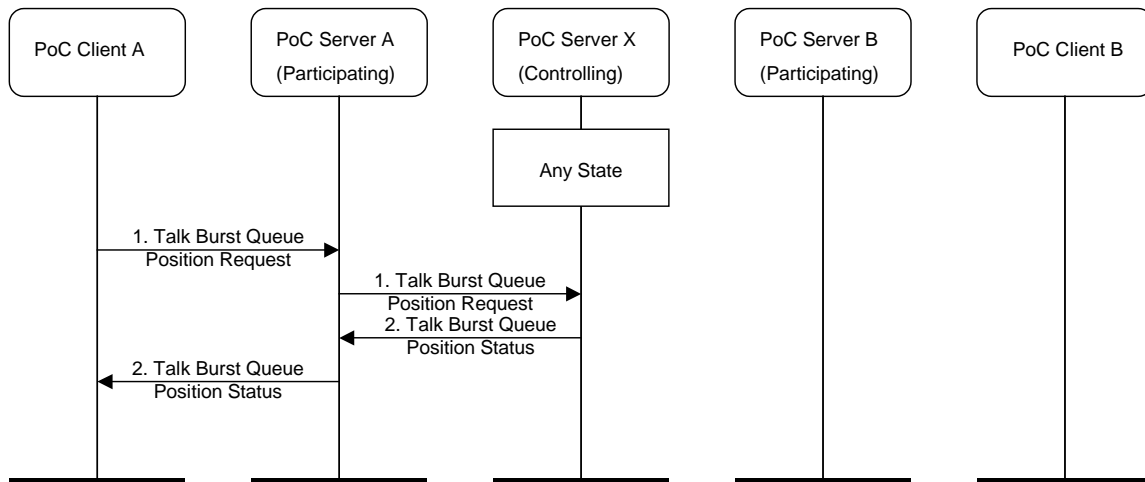 PoC Client A
PoC Server A
(Participating)
PoC Server X
(Controlling)
PoC Server B
(Participating)
PoC Client B
Any State
1. Talk Burst Queue
Position Request
1. Talk Burst Queue
Position Request
2. Talk Burst Queue
Position Status
2. Talk Burst Queue
Position Status